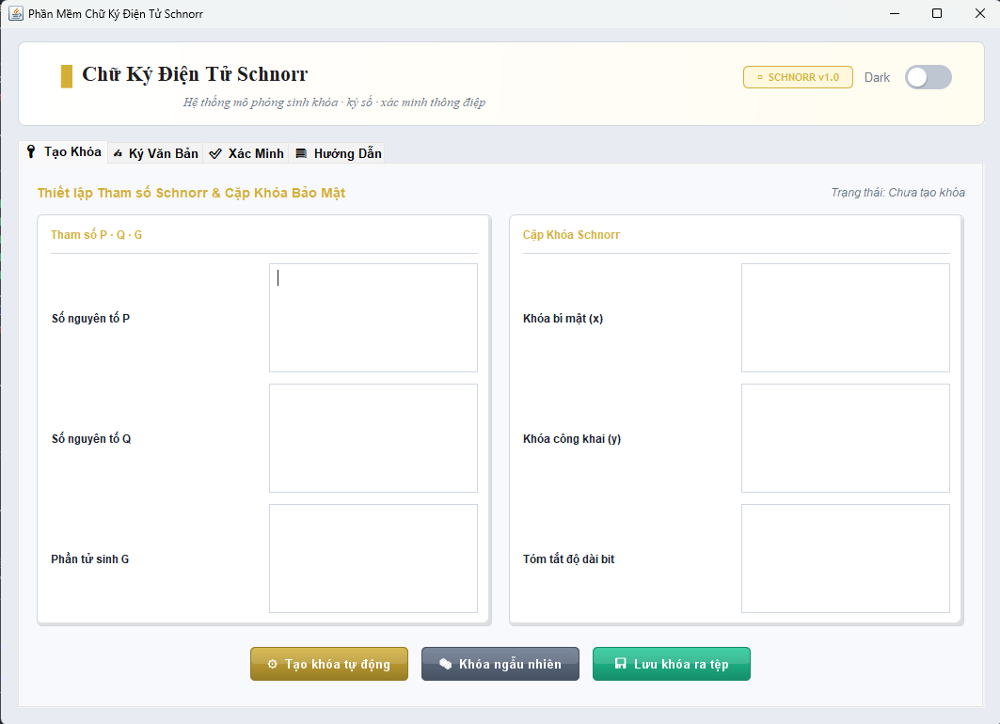 Phần Mềm Chữ Ký Điện Tử Schnorr
Chữ Ký Điện Tử Schnorr
Hệ thống mô phỏng sinh khóa · ký số · xác minh thông điệp
SCHNORR v1.0
Dark
Tạo Khóa
Ký Văn Bản
Xác Minh
Hướng Dẫn
Thiết lập Tham số Schnorr & Cặp Khóa Bảo Mật
Trạng thái: Chưa tạo khóa
Tham số P · Q · G
Số nguyên tố P
Số nguyên tố Q
Phần tử sinh G
Cặp Khóa Schnorr
Khóa bí mật (x)
Khóa công khai (y)
Tóm tắt độ dài bit
Tạo khóa tự động
Khóa ngẫu nhiên
Lưu khóa ra tệp